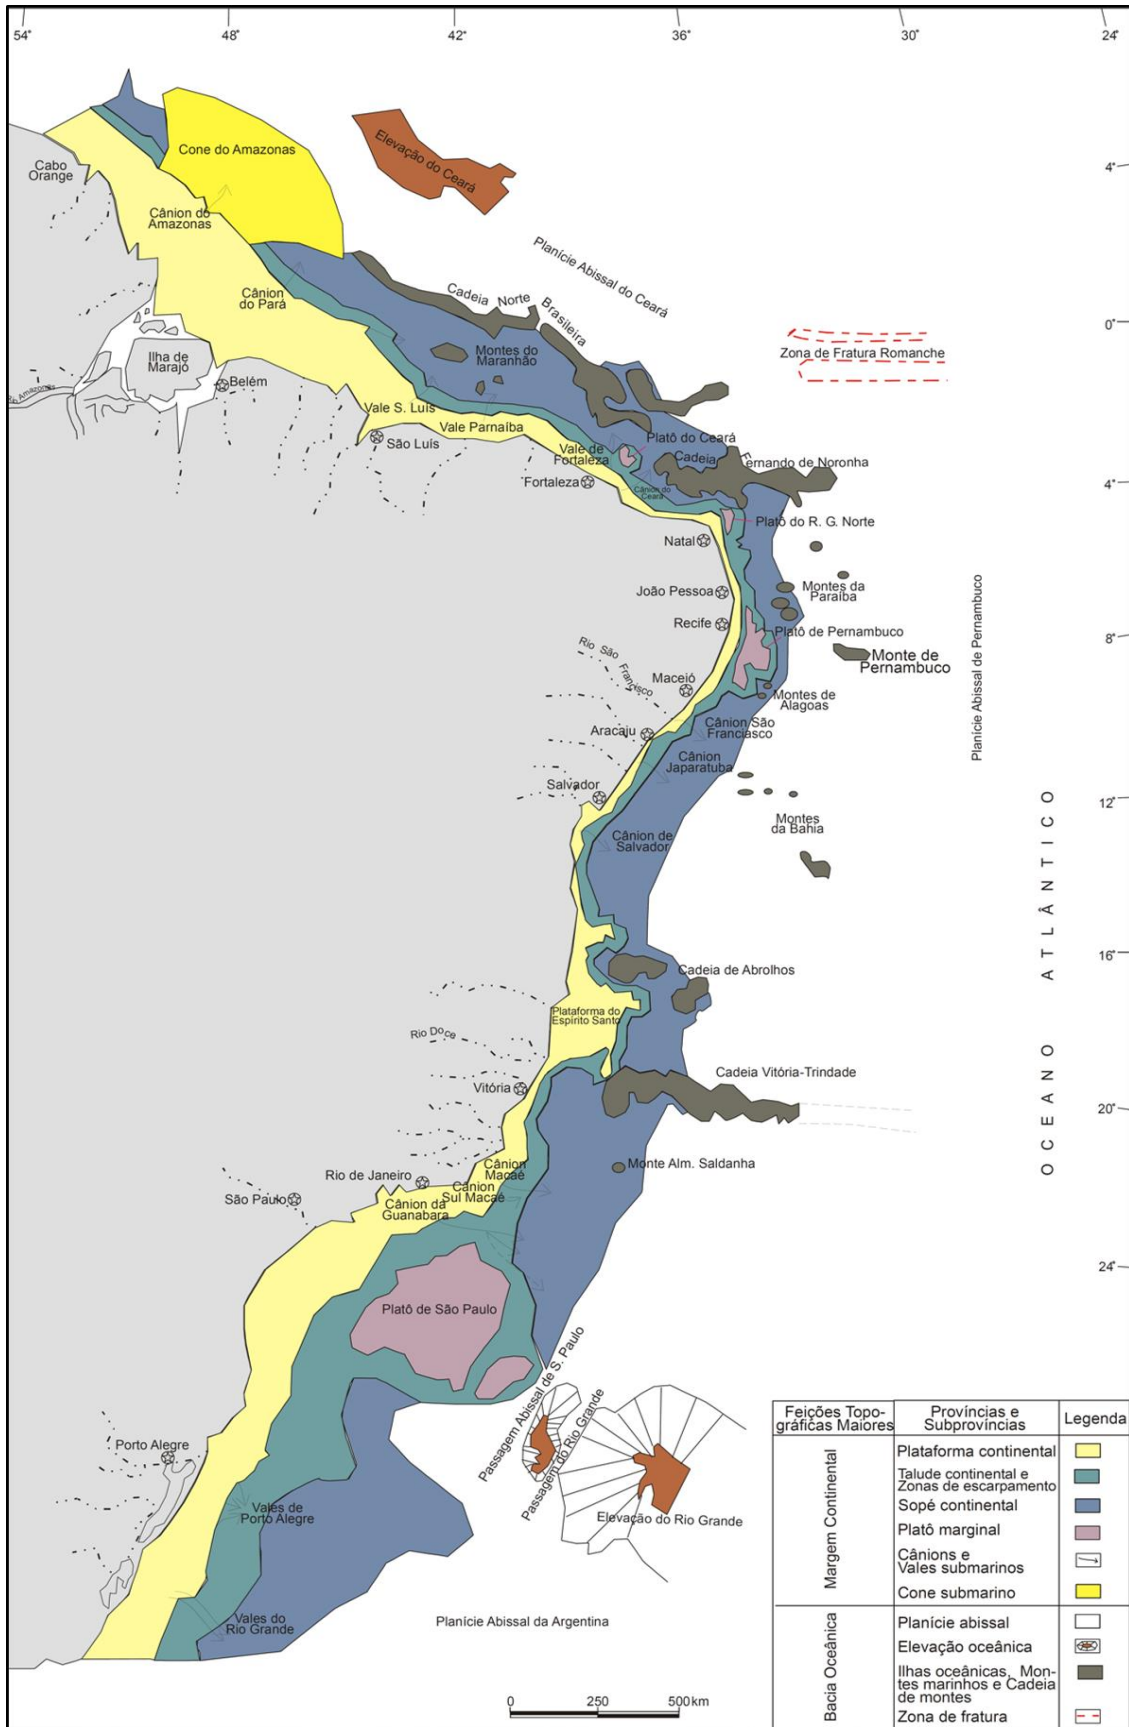 54°
48°
42°
36°
30°
24°
Cone do Amazonas
Elevação do Ceará
Cabo
Orange
4°
Cânion do
Amazonas
Planície Abissal do Ceará
Cânion
do Pará
Cadeia Norte Brasileira
0°
Zona de Fratura Romanche
Montes do
Maranhão
Ilha de
Marajó
Belém
Vale S. Luís
Vale Parnaíba
São Luís
Platô do Ceará
Vale de
Fortaleza
Cadeia Fernando de Noronha
Fortaleza
Cânion do
Ceará
4°
Platô do R. G. Norte
Natal
João Pessoa
Montes da
Paraíba
Recife
Platô de Pernambuco
8°
Rio São Francisco
Monte de
Pernambuco
Planície Abissal de Pernambuco
Maceió
Montes de
Alagoas
Aracaju
Cânion São
Franciasco
Cânion
Japaratuba
Salvador
12°
Montes
da Bahia
Cânion de
Salvador
OCEANO ATLÂNTICO
16°
Cadeia de Abrolhos
Plataforma do
Espírito Santo
Rio Doce
Cadeia Vitória-Trindade
Vitória
20°
Monte Alm. Saldanha
Cânion
Macaé
Rio de Janeiro
Cânion
Sul Macaé
São Paulo
Cânion da
Guanabara
24°
Platô de São Paulo
Passagem Abissal de S. Paulo
Passagem do Rio Grande
Porto Alegre
Vales de
Porto Alegre
Elevação do Rio Grande
Vales do
Rio Grande
Planície Abissal da Argentina
0 250 500 km
Feições Topo-
gráficas Maiores
Províncias e
Subprovíncias
Legenda
Margem Continental
Plataforma continental
Talude continental e
Zonas de escarpamento
Sopé continental
Platô marginal
Cânions e
Vales submarinos
Cone submarino
Bacia Oceânica
Planície abissal
Elevação oceânica
Ilhas oceânicas, Mon-
tes marinhos e Cadeia
de montes
Zona de fratura